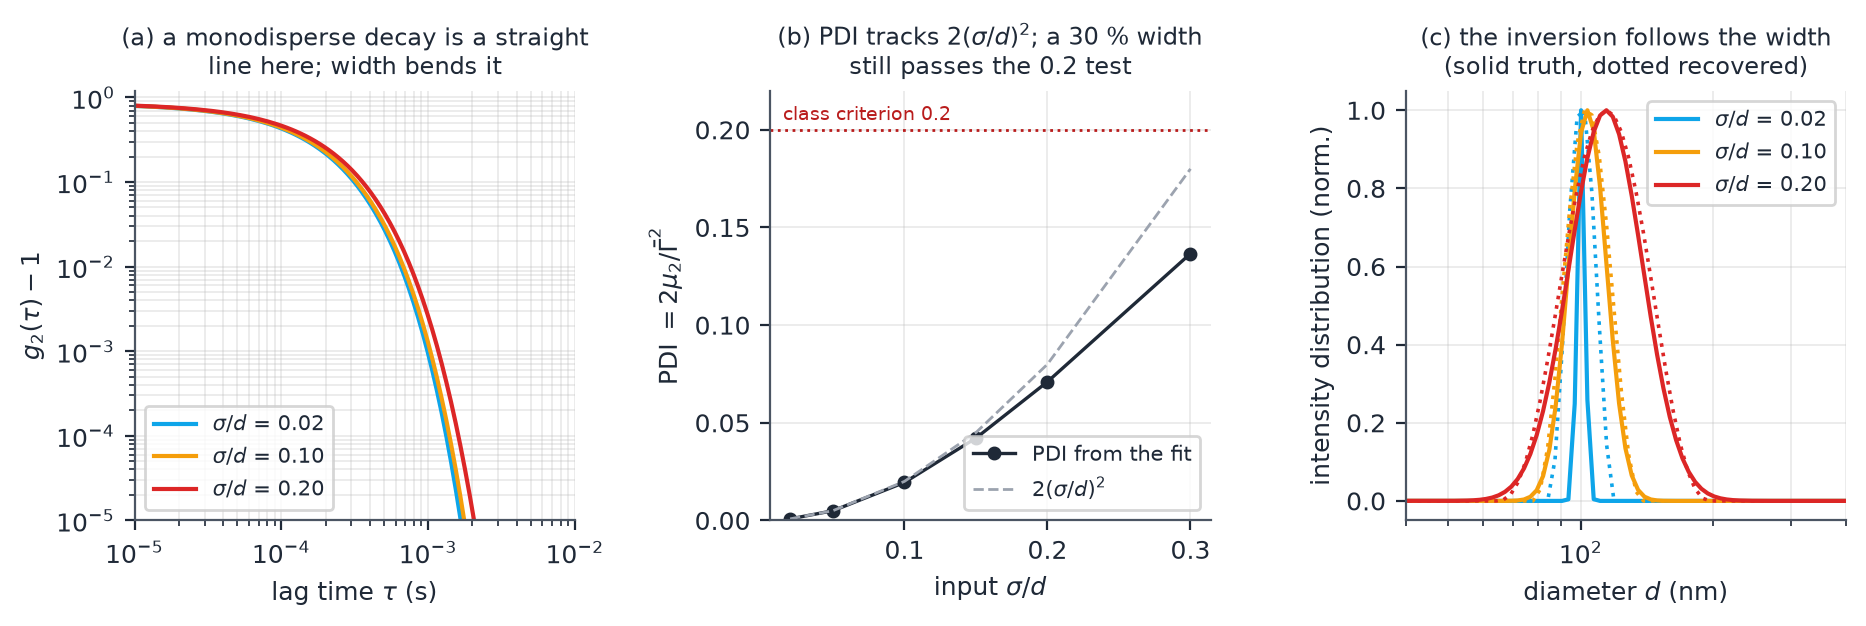 (a) a monodisperse decay is a straight
line here; width bends it
g₂(τ) − 1
10⁰
10⁻¹
10⁻²
10⁻³
10⁻⁴
10⁻⁵
σ/d = 0.02
σ/d = 0.10
σ/d = 0.20
10⁻⁵
10⁻⁴
10⁻³
10⁻²
lag time τ (s)
(b) PDI tracks 2(σ/d)²; a 30 % width
still passes the 0.2 test
PDI = 2μ₂/Γ̄²
class criterion 0.2
0.20
0.15
0.10
0.05
0.00
PDI from the fit
2(σ/d)²
0.1
0.2
0.3
input σ/d
(c) the inversion follows the width
(solid truth, dotted recovered)
intensity distribution (norm.)
1.0
0.8
0.6
0.4
0.2
0.0
σ/d = 0.02
σ/d = 0.10
σ/d = 0.20
10²
diameter d (nm)